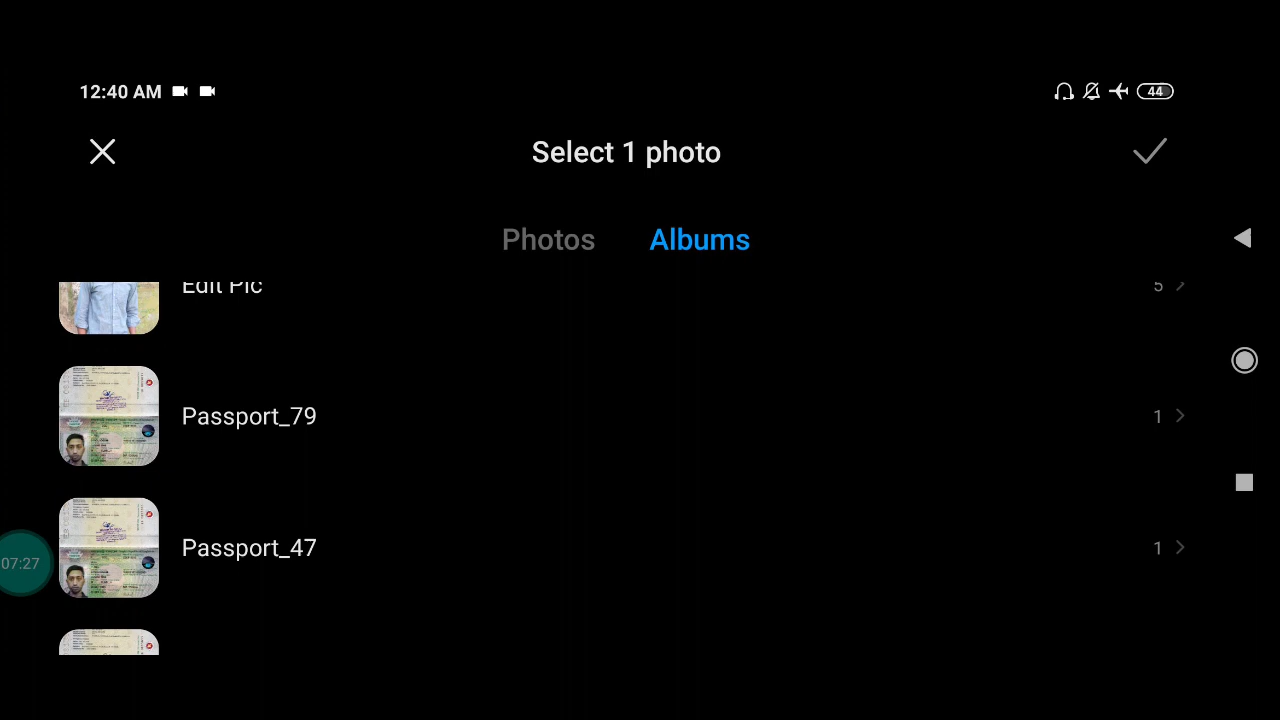 12:40 AM
44
Select 1 photo
Photos
Albums
Edit Pic
5
Passport_79
1
Passport_47
1
07:27